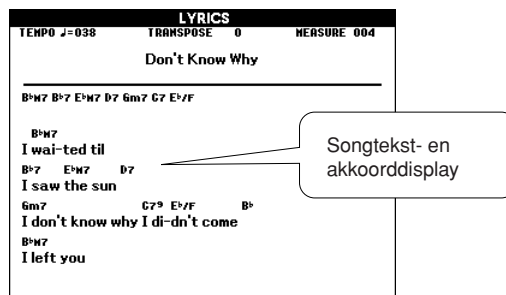 LYRICS
TEMPO ♩=038 TRANSPOSE 0 MEASURE 004
Don't Know Why
B♭M7 B♭7 E♭M7 D7 Gm7 C7 E♭/F
B♭M7
I wai-ted til
B♭7 E♭M7 D7
I saw the sun
Gm7 C7⁹ E♭/F B♭
I don't know why I di-dn't come
B♭M7
I left you
Songtekst- en
akkoorddisplay